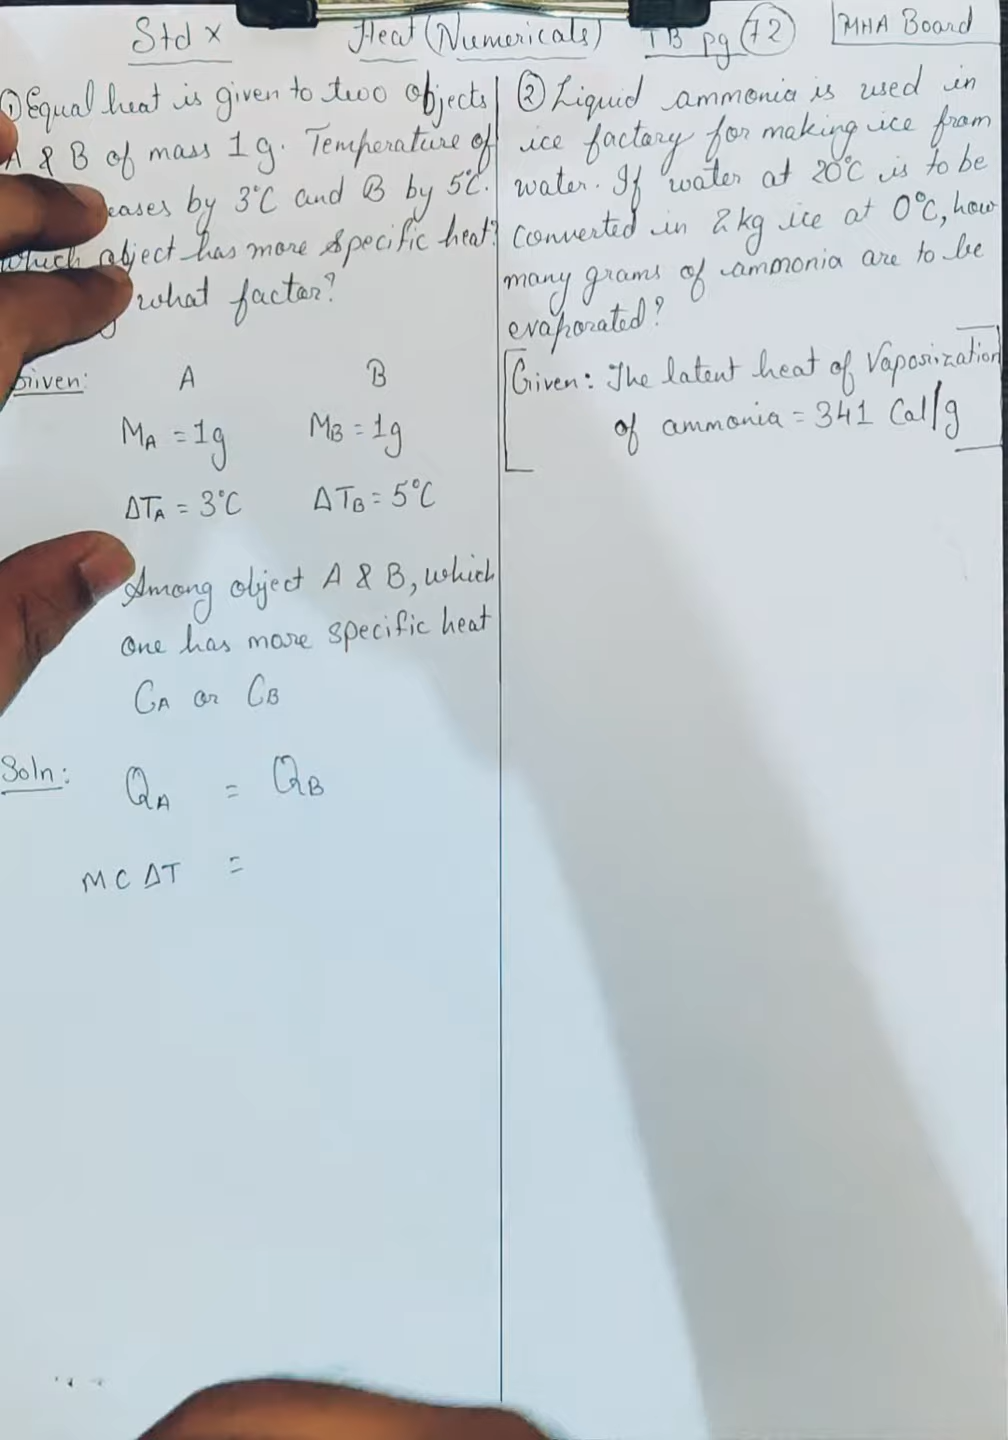 Std X Heat (Numericals) TB pg 72 MHA Board
① Equal heat is given to two objects
A & B of mass 1g. Temperature of
eases by 3°C and B by 5°C.
which object has more specific heat?
what factor?
Given: A B
MA = 1g MB = 1g
ΔTA = 3°C ΔTB = 5°C
Among object A & B, which
one has more specific heat
CA or CB
Soln: QA = QB
MCΔT =
② Liquid ammonia is used in
ice factory for making ice from
water. If water at 20°C is to be
converted in 2kg ice at 0°C, how
many grams of ammonia are to be
evaporated?
Given: The latent heat of Vaporization
of ammonia = 341 Cal/g